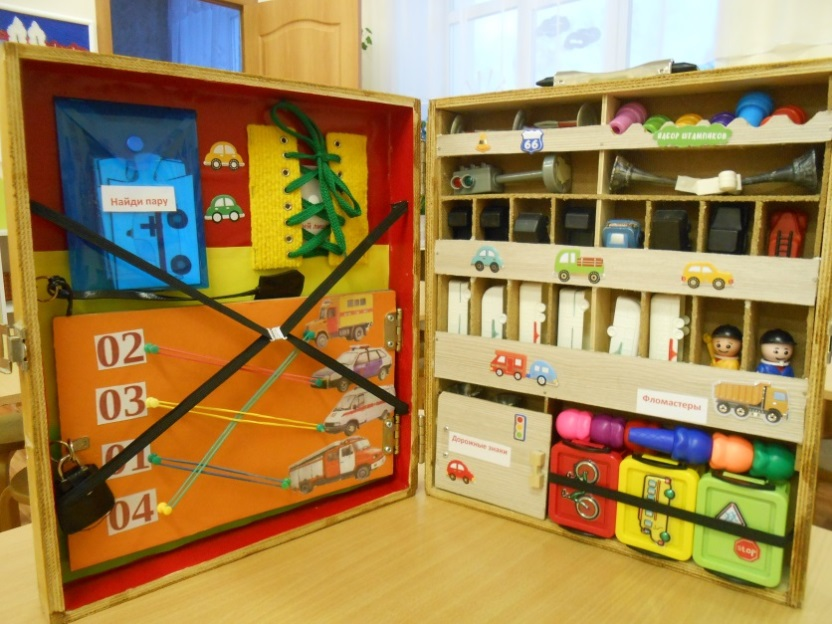 Найди пару
02
03
01
04
66
НАБОР ШТАМПИКОВ
Фломастеры
Дорожные знаки
STOP